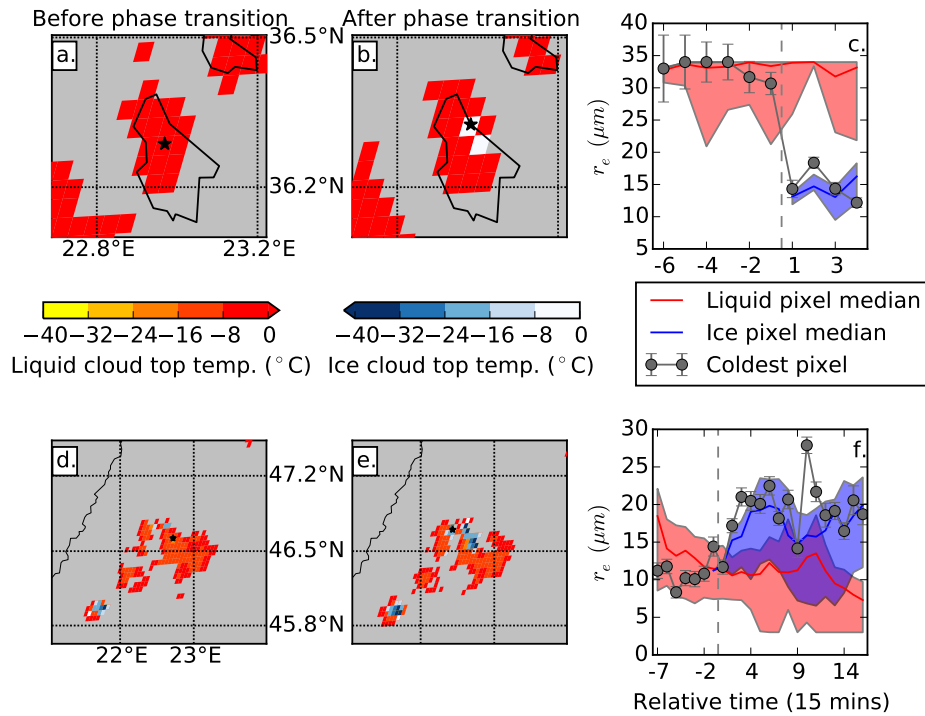 Before phase transition
After phase transition
a.
b.
c.
36.5°N
36.2°N
22.8°E
23.2°E
40
35
30
25
20
15
10
5
r_e (μm)
-6
-4
-2
1
3
−40−32−24−16 −8 0
Liquid cloud top temp. (°C)
−40−32−24−16 −8 0
Ice cloud top temp. (°C)
Liquid pixel median
Ice pixel median
Coldest pixel
d.
e.
f.
47.2°N
46.5°N
45.8°N
22°E
23°E
30
25
20
15
10
5
0
r_e (μm)
-7
-2
4
9
14
Relative time (15 mins)